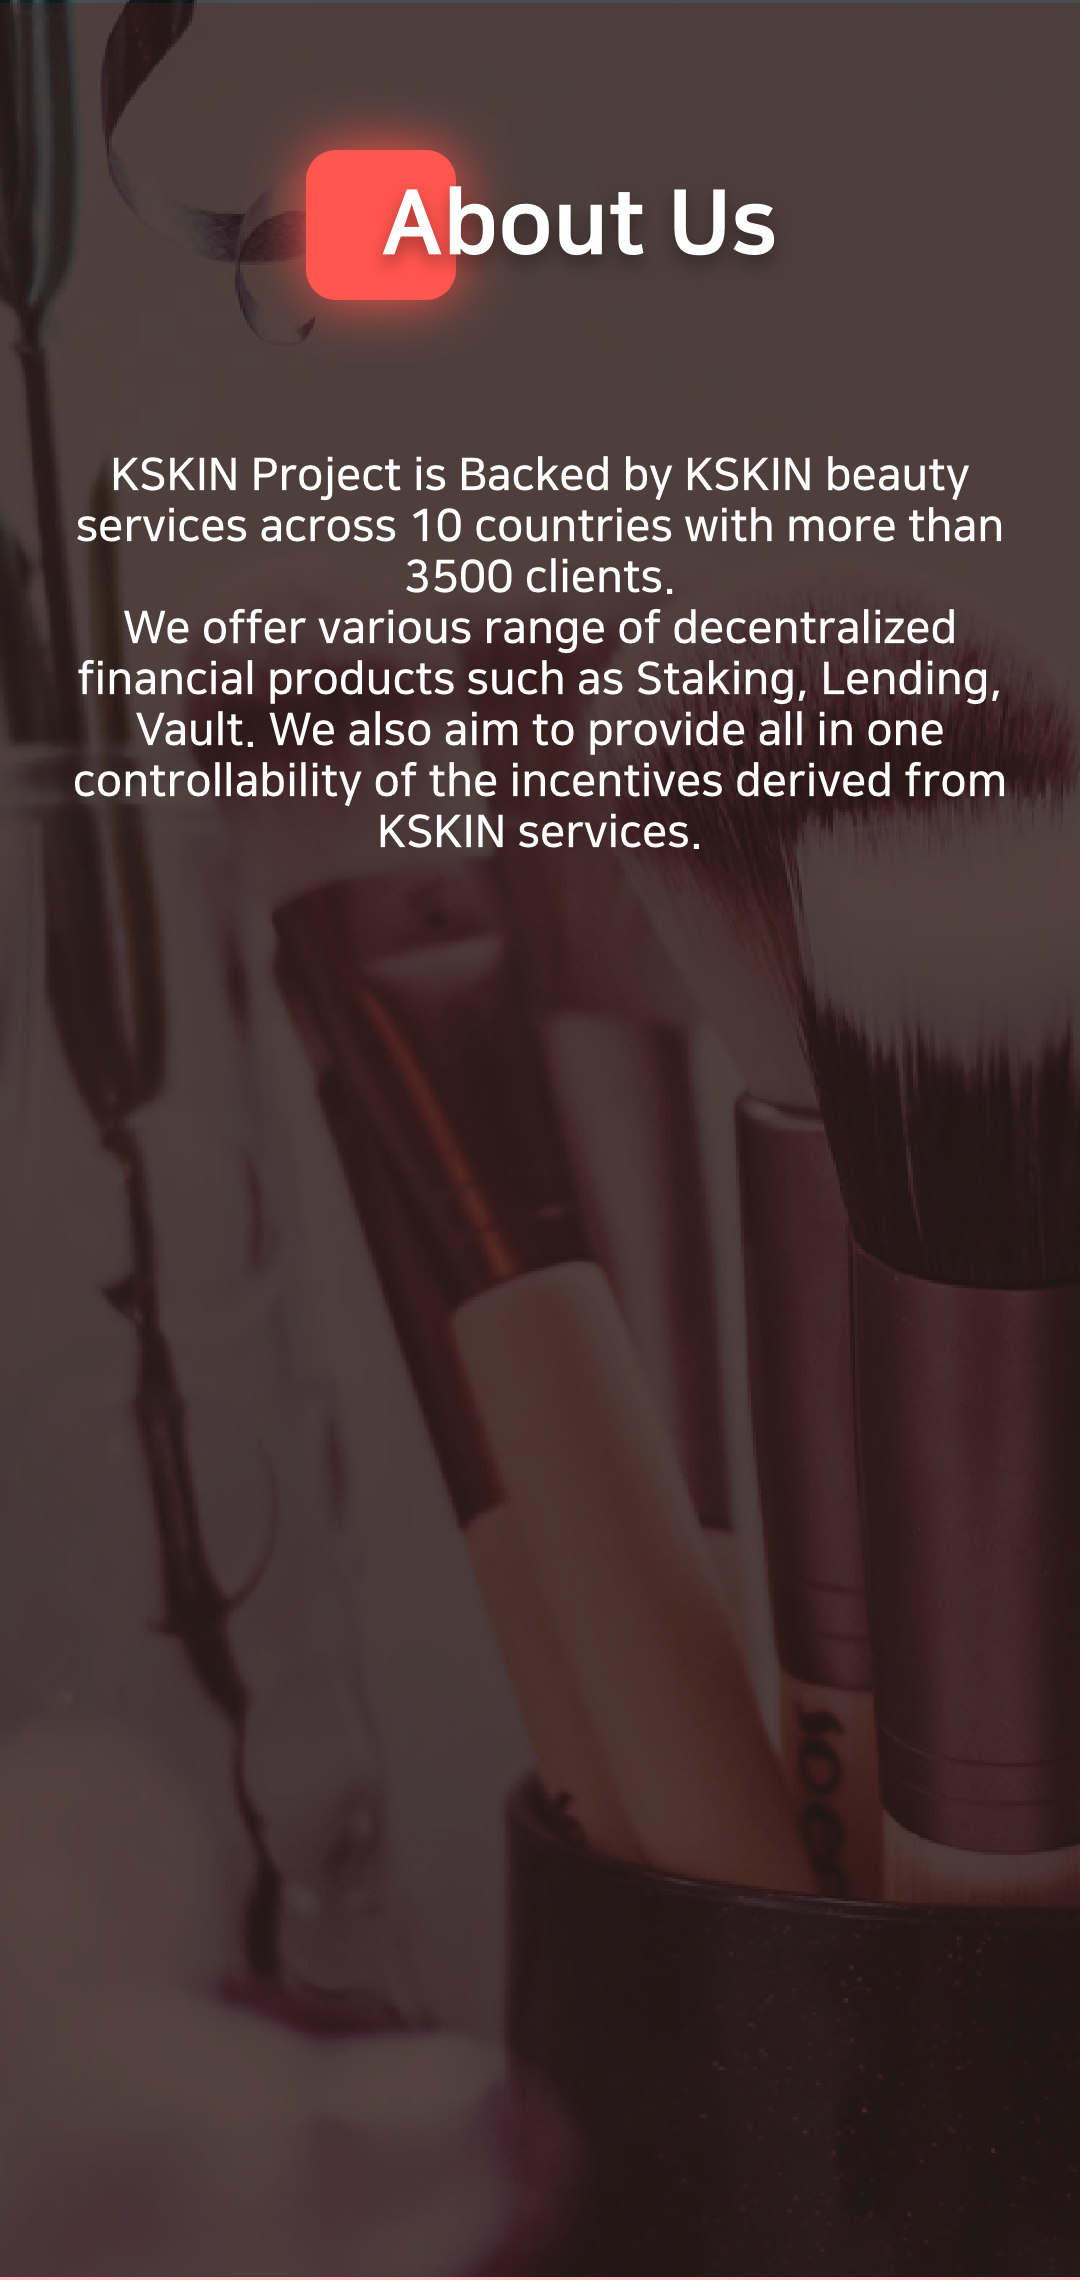 About Us
KSKIN Project is Backed by KSKIN beauty
services across 10 countries with more than
3500 clients.
We offer various range of decentralized
financial products such as Staking, Lending,
Vault. We also aim to provide all in one
controllability of the incentives derived from
KSKIN services.